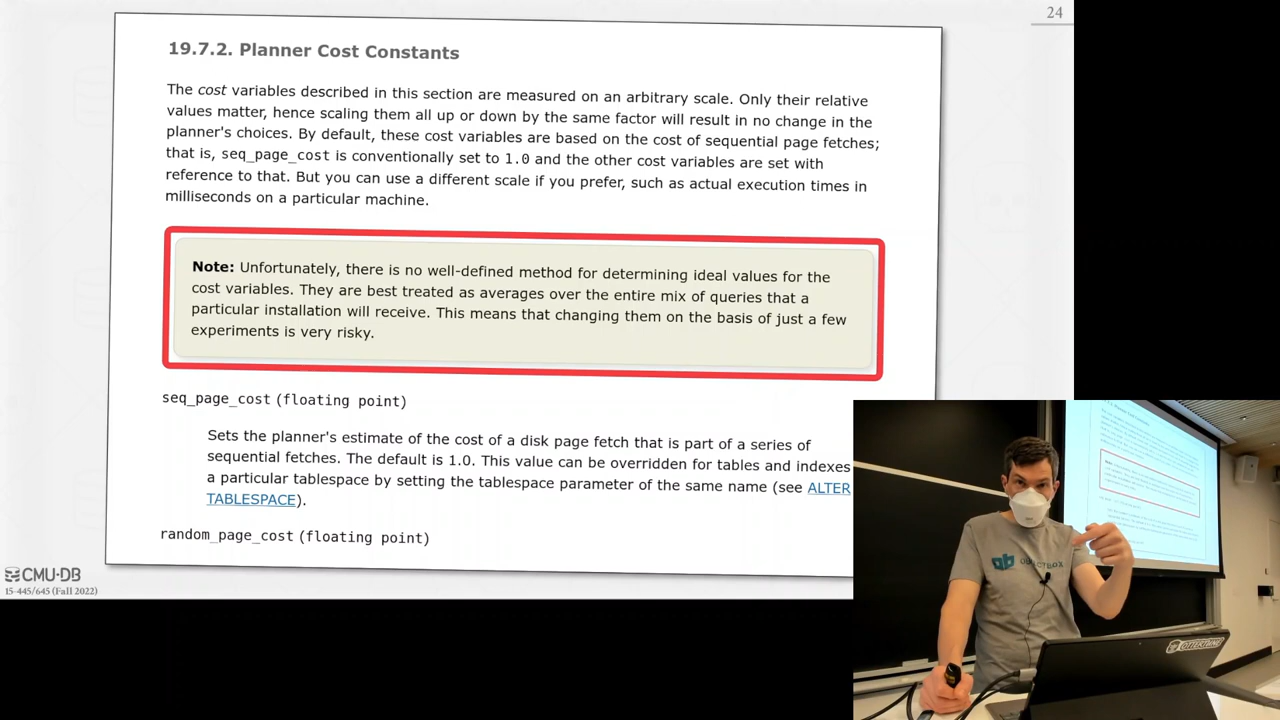 24
19.7.2. Planner Cost Constants
The cost variables described in this section are measured on an arbitrary scale. Only their relative
values matter, hence scaling them all up or down by the same factor will result in no change in the
planner's choices. By default, these cost variables are based on the cost of sequential page fetches;
that is, seq_page_cost is conventionally set to 1.0 and the other cost variables are set with
reference to that. But you can use a different scale if you prefer, such as actual execution times in
milliseconds on a particular machine.
Note: Unfortunately, there is no well-defined method for determining ideal values for the
cost variables. They are best treated as averages over the entire mix of queries that a
particular installation will receive. This means that changing them on the basis of just a few
experiments is very risky.
seq_page_cost (floating point)
Sets the planner's estimate of the cost of a disk page fetch that is part of a series of
sequential fetches. The default is 1.0. This value can be overridden for tables and indexes
a particular tablespace by setting the tablespace parameter of the same name (see ALTER
TABLESPACE).
random_page_cost (floating point)
CMU·DB
15-445/645 (Fall 2022)
OTTERTUNE